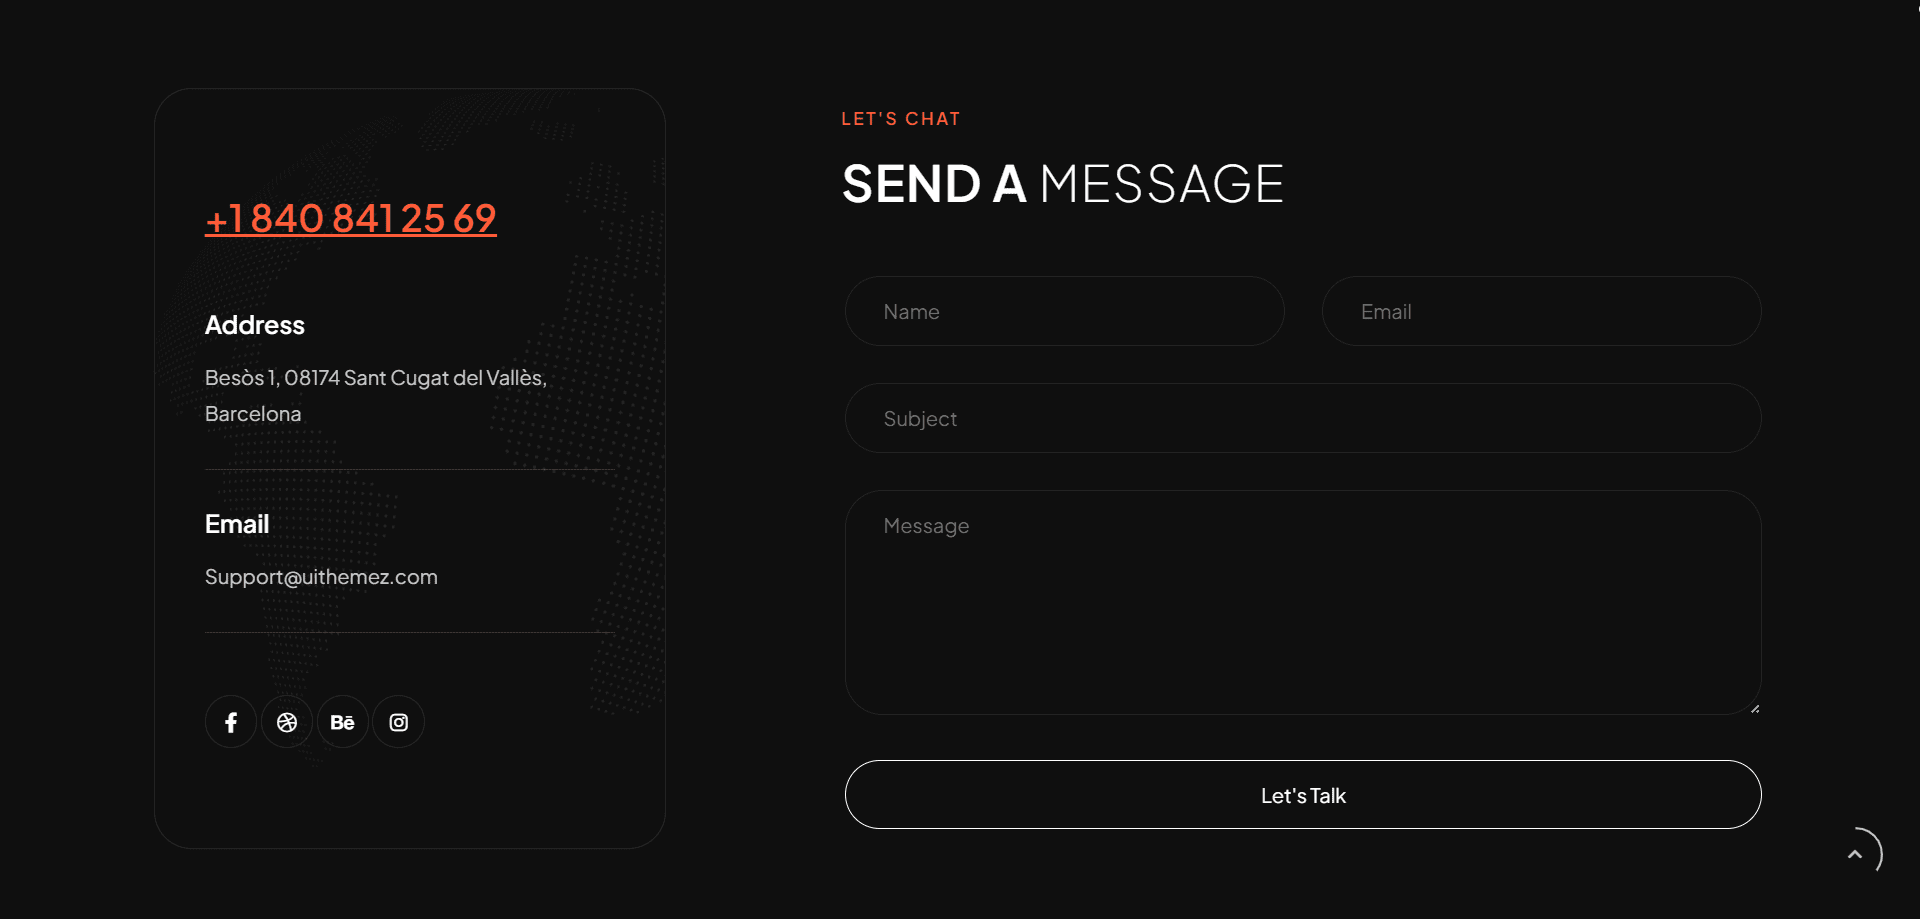 +1 840 841 25 69
Address
Besòs 1, 08174 Sant Cugat del Vallès,
Barcelona
Email
Support@uithemez.com
Bē
LET'S CHAT
SEND A MESSAGE
Name
Email
Subject
Message
Let's Talk